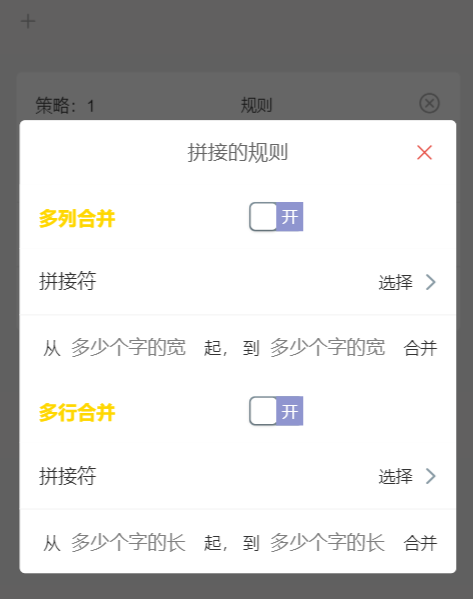 策略：1 规则
拼接的规则
多列合并 开
拼接符 选择
从 多少个字的宽 起， 到 多少个字的宽 合并
多行合并 开
拼接符 选择
从 多少个字的长 起， 到 多少个字的长 合并